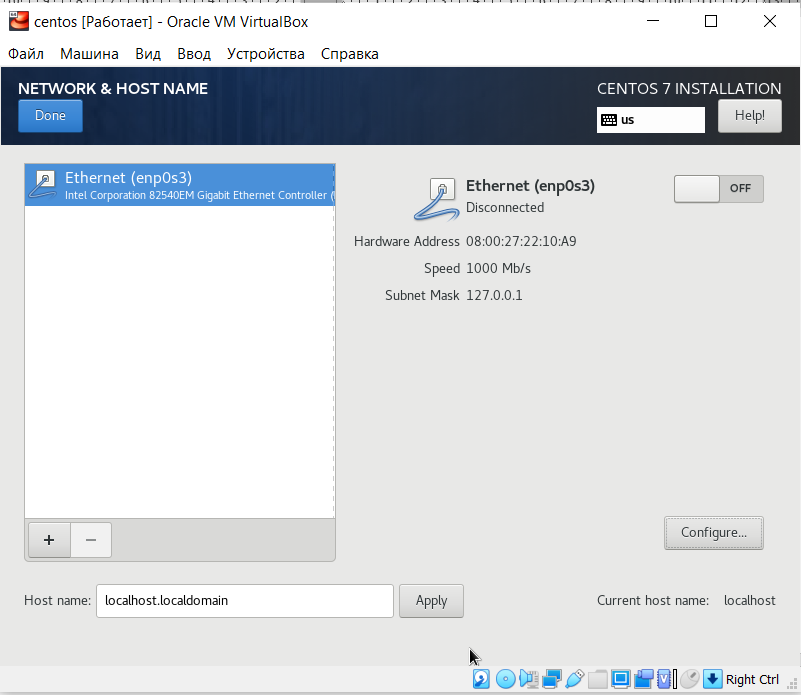 centos [Работает] - Oracle VM VirtualBox
Файл Машина Вид Ввод Устройства Справка
NETWORK & HOST NAME
CENTOS 7 INSTALLATION
Done
us
Help!
Ethernet (enp0s3)
Intel Corporation 82540EM Gigabit Ethernet Controller (
Ethernet (enp0s3)
Disconnected
OFF
Hardware Address 08:00:27:22:10:A9
Speed 1000 Mb/s
Subnet Mask 127.0.0.1
+ −
Configure...
Host name: localhost.localdomain Apply
Current host name: localhost
Right Ctrl